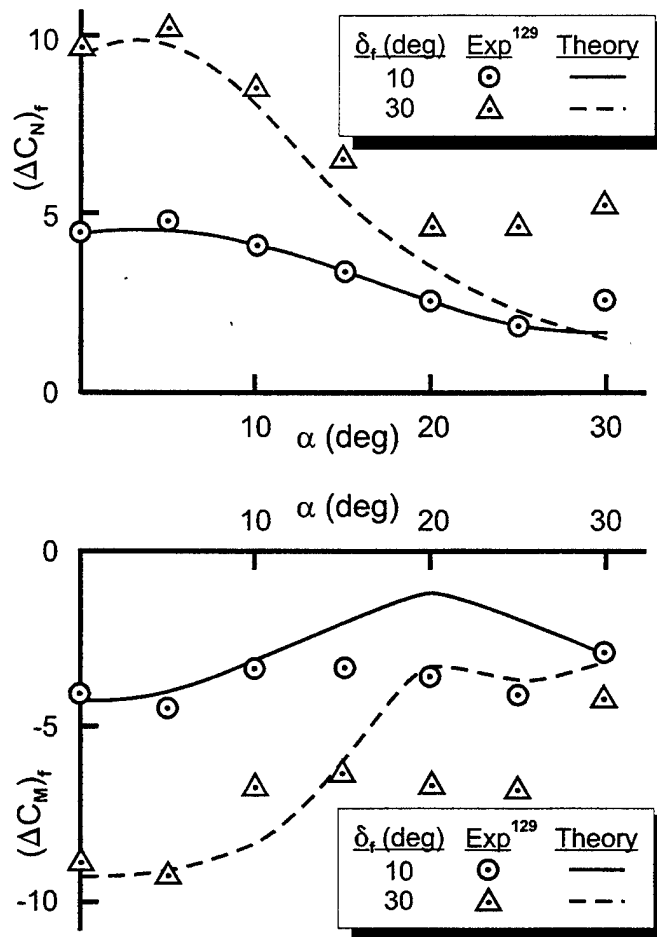 10
5
0
(ΔC_N)_f
δ_f (deg) Exp^129 Theory
10
30
10 20 30
α (deg)
α (deg)
10 20 30
0
-5
-10
(ΔC_M)_f
δ_f (deg) Exp^129 Theory
10
30